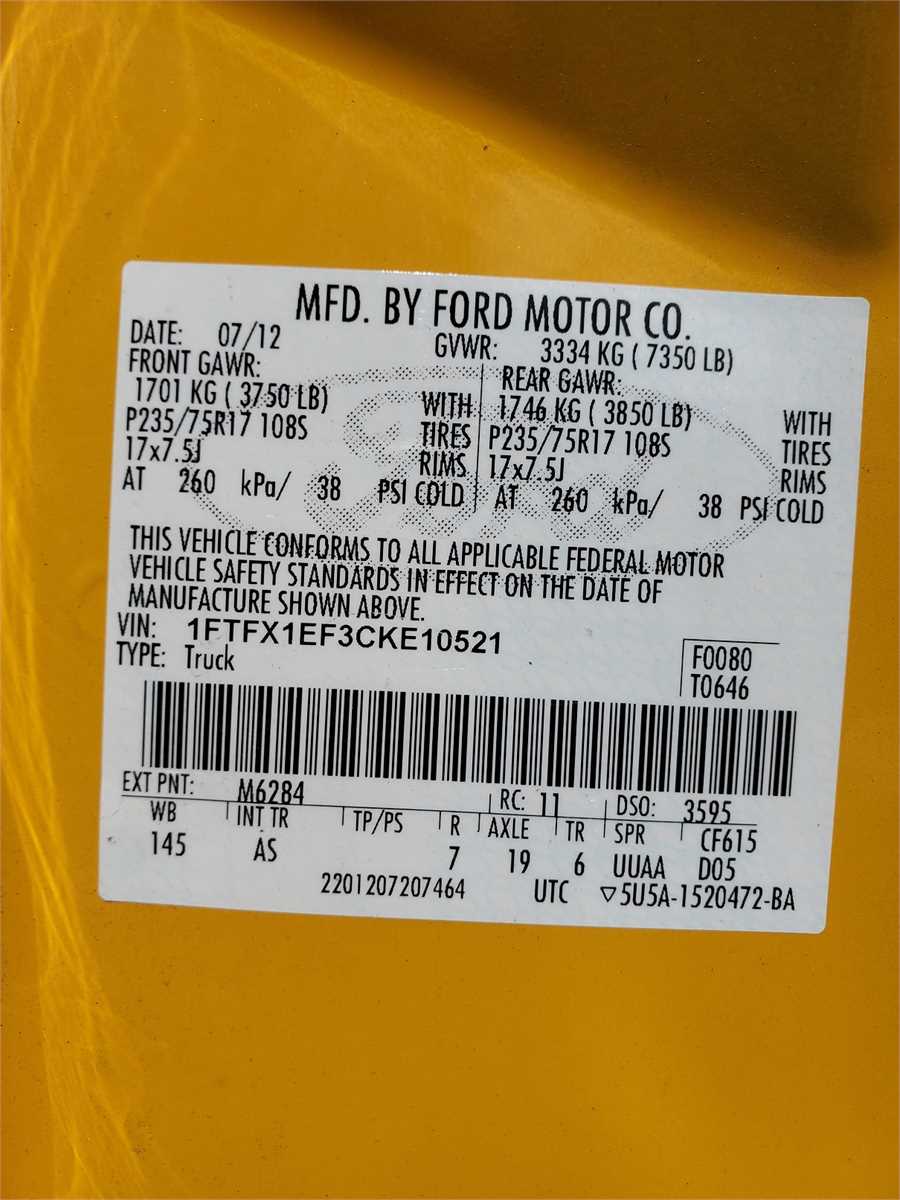 MFD. BY FORD MOTOR CO.
DATE: 07/12 GVWR: 3334 KG ( 7350 LB)
FRONT GAWR: REAR GAWR:
1701 KG ( 3750 LB) WITH 1746 KG ( 3850 LB) WITH
P235/75R17 108S TIRES P235/75R17 108S TIRES
17x7.5J RIMS 17x7.5J RIMS
AT 260 kPa/ 38 PSI COLD AT 260 kPa/ 38 PSI COLD
Ford
THIS VEHICLE CONFORMS TO ALL APPLICABLE FEDERAL MOTOR
VEHICLE SAFETY STANDARDS IN EFFECT ON THE DATE OF
MANUFACTURE SHOWN ABOVE.
VIN: 1FTFX1EF3CKE10521
TYPE: Truck
F0080
T0646
EXT PNT: M6284 RC: 11 DSO: 3595
WB INT TR TP/PS R AXLE TR SPR CF615
145 AS 7 19 6 UUAA D05
2201207207464 UTC ▽5U5A-1520472-BA